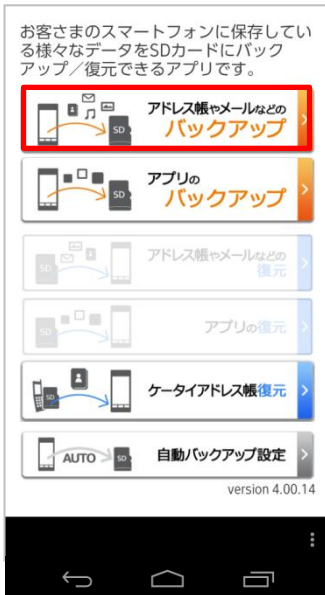 お客さまのスマートフォンに保存してい
る様々なデータをSDカードにバック
アップ／復元できるアプリです。
SD
アドレス帳やメールなどの
バックアップ
SD
アプリの
バックアップ
SD
アドレス帳やメールなどの
復元
SD
アプリの復元
SD
ケータイアドレス帳復元
AUTO
SD
自動バックアップ設定
version 4.00.14